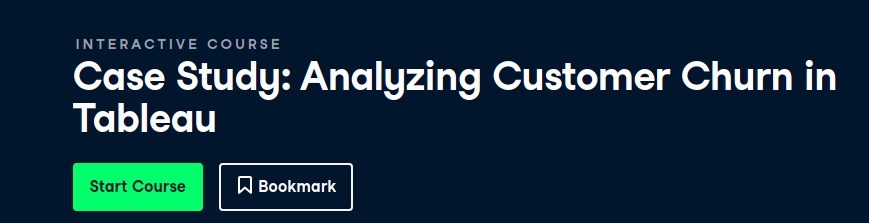 INTERACTIVE COURSE
Case Study: Analyzing Customer Churn in
Tableau
Start Course
Bookmark